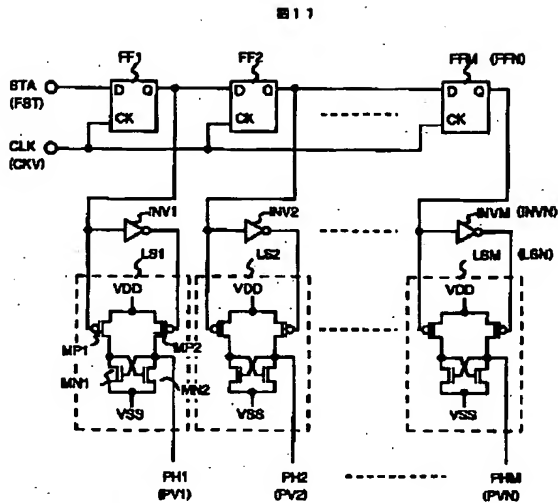 図11
FF1 FF2 FFM (FFN)
STA D Q D Q D Q
(FST)
CK CK CK
CLK
(CKV)
INV1 INV2 INVM (INVN)
LS1 LS2 LSM (LSN)
VDD VDD VDD
MP1 MP2
MN1 MN2
VSS VSS VSS
PH1 PH2 PHM
(PV1) (PV2) (PVN)